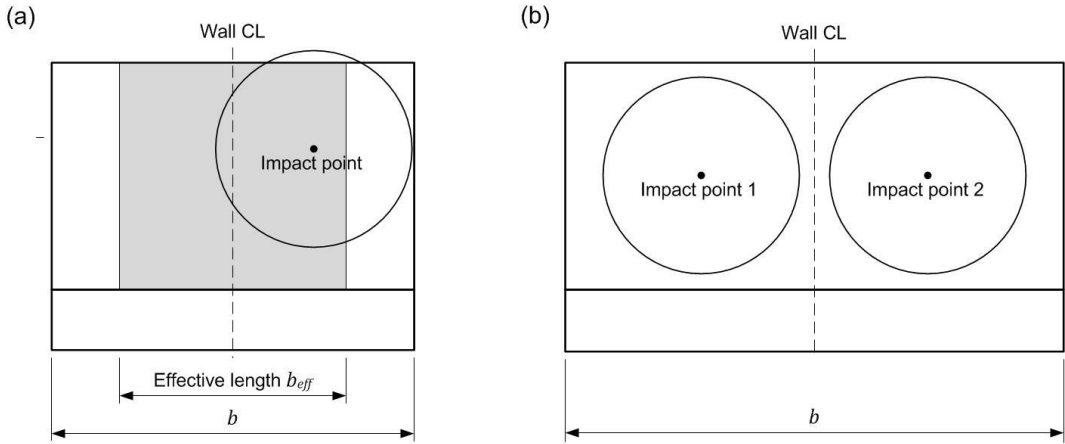 (a)
Wall CL
Impact point
Effective length b_eff
b
(b)
Wall CL
Impact point 1
Impact point 2
b